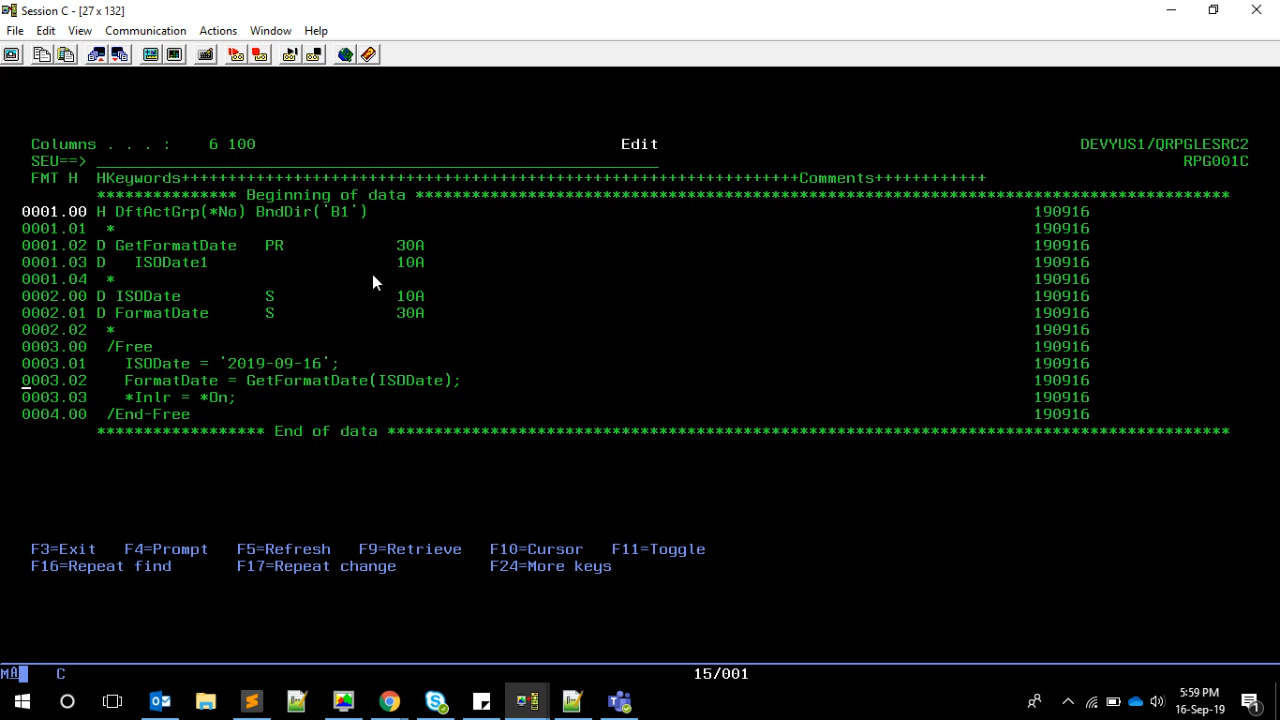 Session C - [27 x 132]
File Edit View Communication Actions Window Help
Columns . . . : 6 100 Edit DEVYUS1/QRPGLESRC2
SEU==> RPG001C
FMT H HKeywords++++++++++++++++++++++++++++++++++++++++++++++++++++++++++++++++++Comments++++++++++++
*************** Beginning of data ***************************************************************************************
0001.00 H DftActGrp(*No) BndDir('B1') 190916
0001.01 * 190916
0001.02 D GetFormatDate PR 30A 190916
0001.03 D ISODate1 10A 190916
0001.04 * 190916
0002.00 D ISODate S 10A 190916
0002.01 D FormatDate S 30A 190916
0002.02 * 190916
0003.00 /Free 190916
0003.01 ISODate = '2019-09-16'; 190916
0003.02 FormatDate = GetFormatDate(ISODate); 190916
0003.03 *Inlr = *On; 190916
0004.00 /End-Free 190916
****************** End of data ******************************************************************************************
F3=Exit F4=Prompt F5=Refresh F9=Retrieve F10=Cursor F11=Toggle
F16=Repeat find F17=Repeat change F24=More keys
MA C 15/001
5:59 PM
16-Sep-19
1